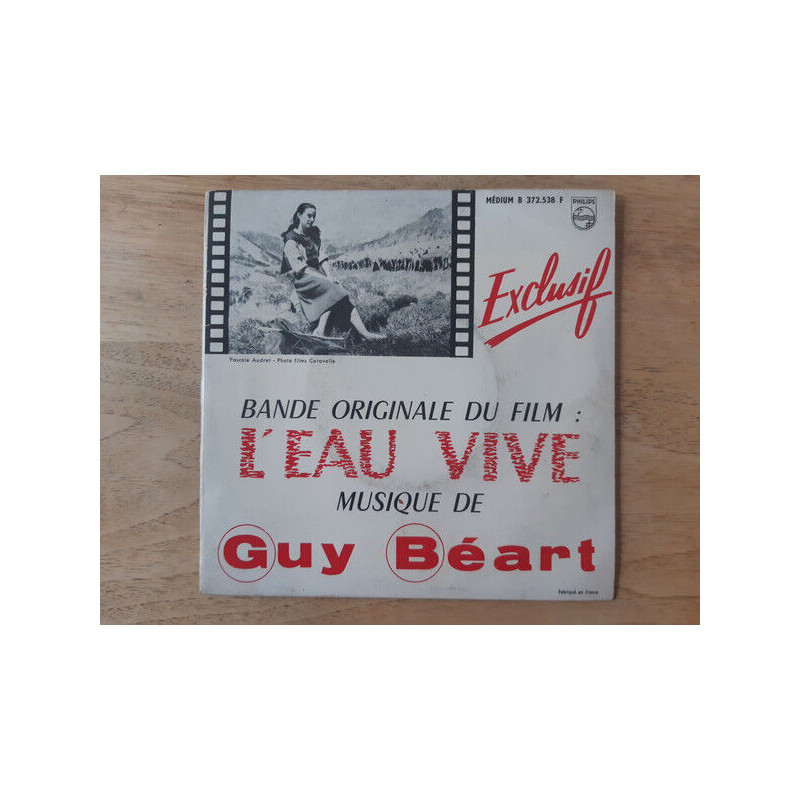 MÉDIUM B 372.538 F
PHILIPS
Exclusif
Pascale Audret - Photo films Caravelle
BANDE ORIGINALE DU FILM :
L'EAU VIVE
MUSIQUE DE
Guy Béart
Fabriqué en France